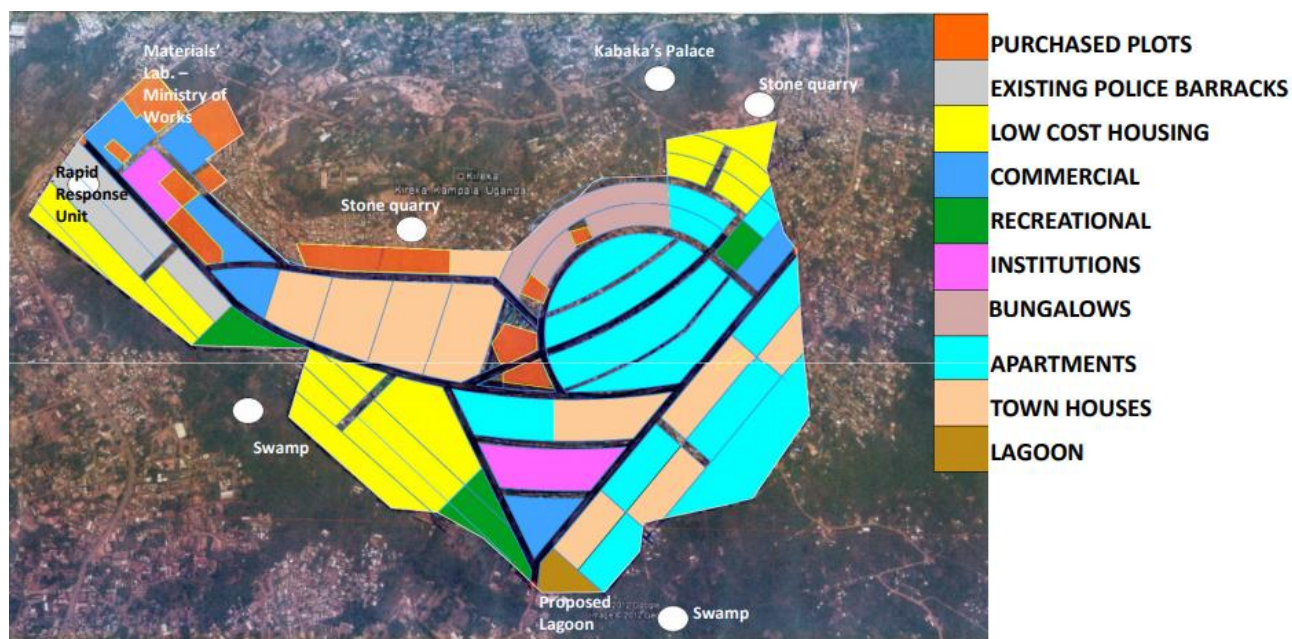 Materials'
Lab. –
Ministry of
Works
Kabaka's Palace
Stone quarry
Rapid
Response
Unit
Kireka
Kireka Kampala Uganda
Stone quarry
Swamp
Proposed
Lagoon
Swamp
PURCHASED PLOTS
EXISTING POLICE BARRACKS
LOW COST HOUSING
COMMERCIAL
RECREATIONAL
INSTITUTIONS
BUNGALOWS
APARTMENTS
TOWN HOUSES
LAGOON